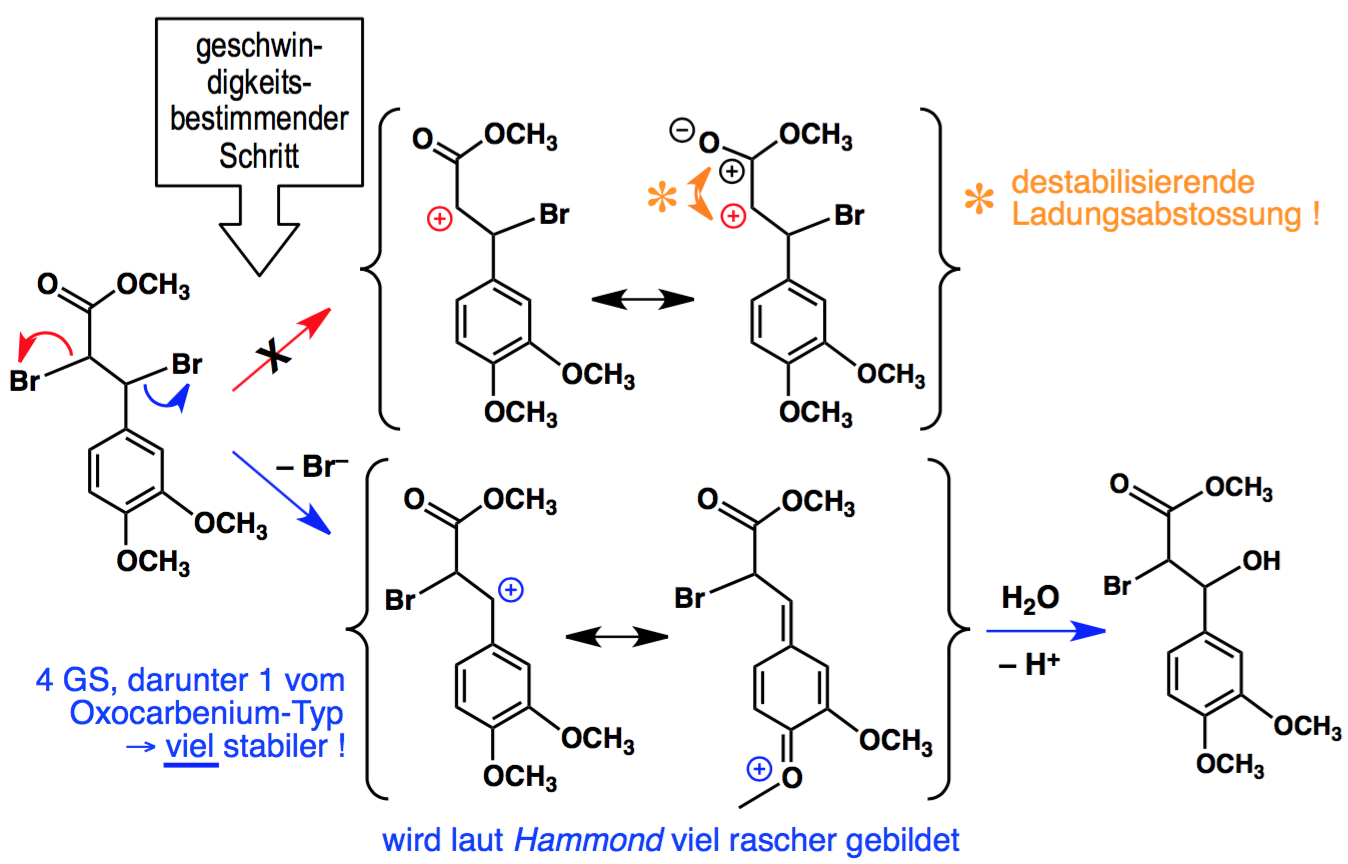 geschwin-
digkeits-
bestimmender
Schritt
O OCH₃
Br
Br
OCH₃
OCH₃
X
O OCH₃
⊕
Br
OCH₃
OCH₃
⊖ O OCH₃
⊕
* ⊕
Br
OCH₃
OCH₃
* destabilisierende
Ladungsabstossung !
– Br⁻
O OCH₃
Br
⊕
OCH₃
OCH₃
O OCH₃
Br
OCH₃
⊕ O
H₂O
– H⁺
O OCH₃
Br
OH
OCH₃
OCH₃
4 GS, darunter 1 vom
Oxocarbenium-Typ
→ viel stabiler !
wird laut Hammond viel rascher gebildet